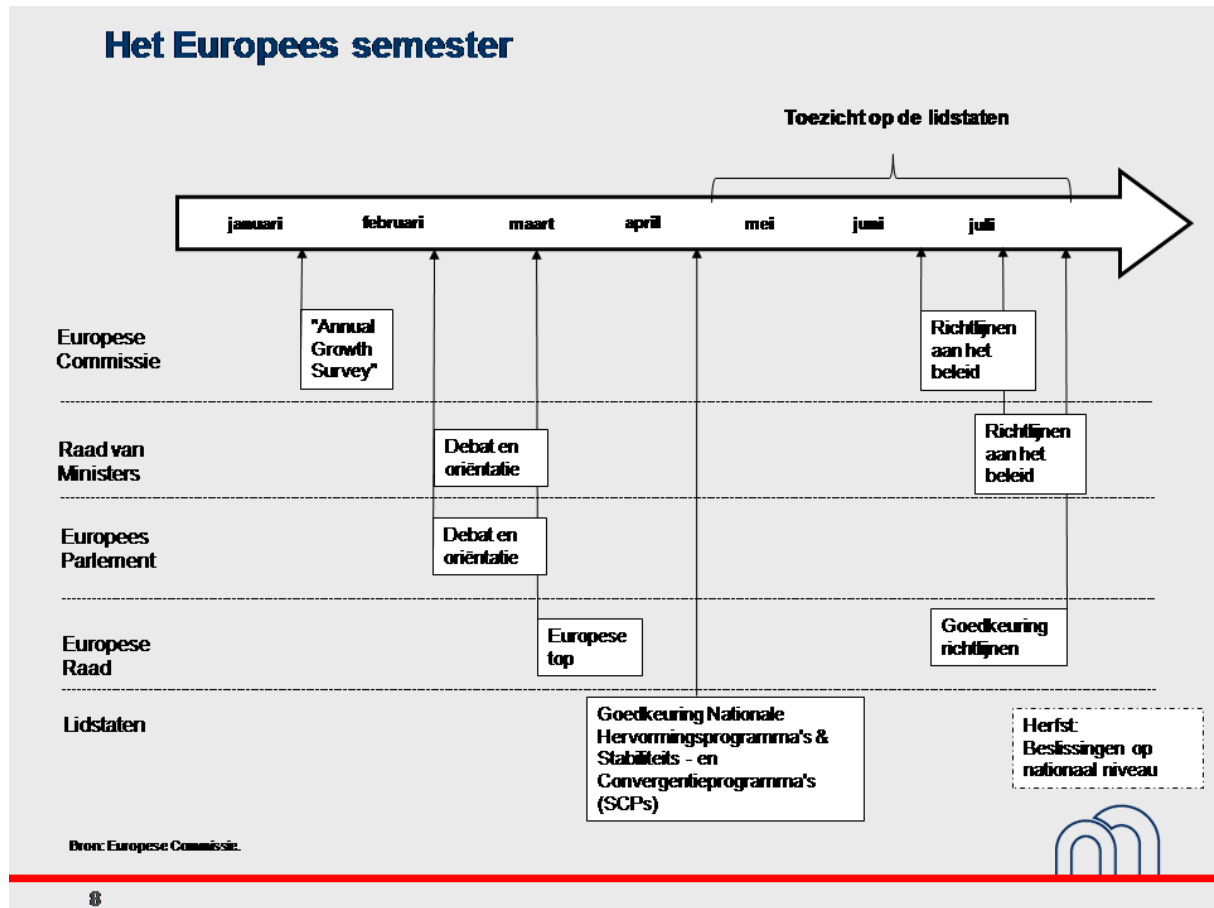 Het Europees semester
Toezicht op de lidstaten
januari februari maart april mei juni juli
Europese
Commissie
"Annual
Growth
Survey"
Richtlijnen
aan het
beleid
Raad van
Ministers
Debat en
oriëntatie
Richtlijnen
aan het
beleid
Europees
Parlement
Debat en
oriëntatie
Europese
Raad
Europese
top
Goedkeuring
richtlijnen
Lidstaten
Goedkeuring Nationale
Hervormingsprogramma's &
Stabiliteits - en
Convergentieprogramma's
(SCPs)
Herfst:
Beslissingen op
nationaal niveau
Bron: Europese Commissie.
8